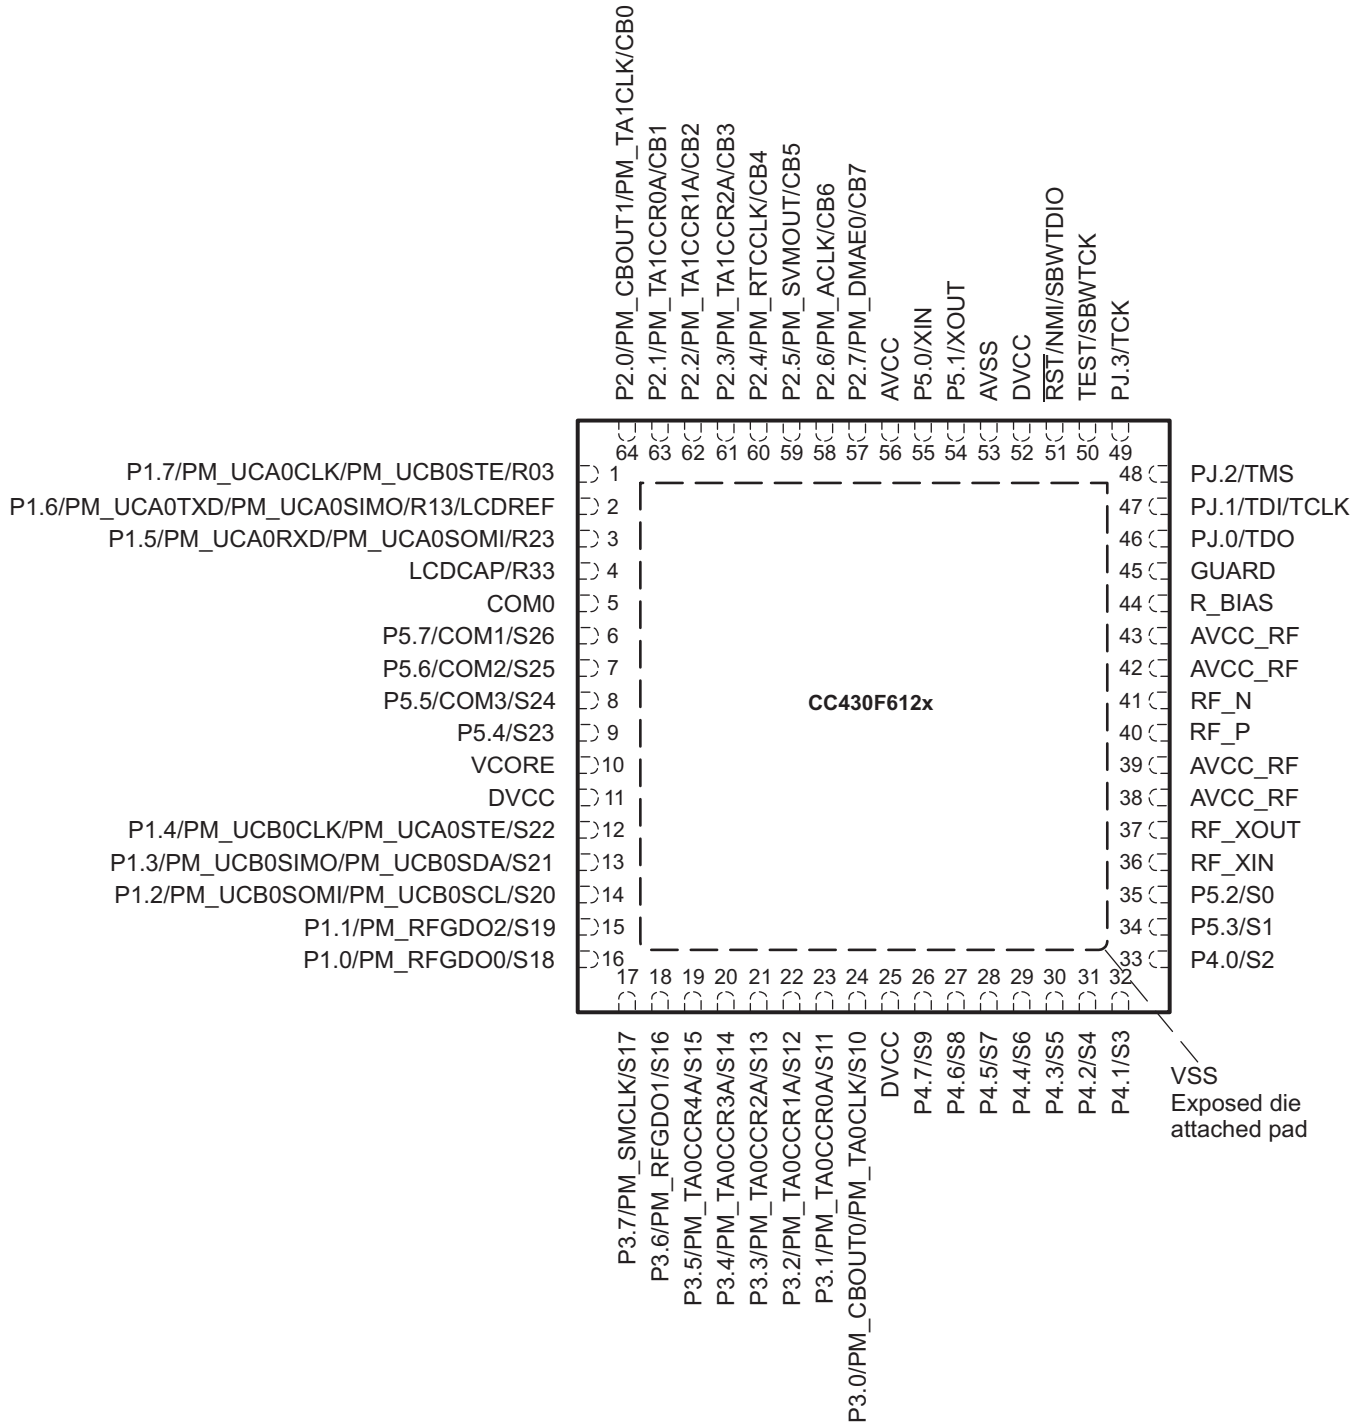 P2.0/PM_CBOUT1/PM_TA1CLK/CB0
P2.1/PM_TA1CCR0A/CB1
P2.2/PM_TA1CCR1A/CB2
P2.3/PM_TA1CCR2A/CB3
P2.4/PM_RTCCLK/CB4
P2.5/PM_SVMOUT/CB5
P2.6/PM_ACLK/CB6
P2.7/PM_DMAE0/CB7
AVCC
P5.0/XIN
P5.1/XOUT
AVSS
DVCC
RST/NMI/SBWTDIO
TEST/SBWTCK
PJ.3/TCK
64 63 62 61 60 59 58 57 56 55 54 53 52 51 50 49
P1.7/PM_UCA0CLK/PM_UCB0STE/R03 1
P1.6/PM_UCA0TXD/PM_UCA0SIMO/R13/LCDREF 2
P1.5/PM_UCA0RXD/PM_UCA0SOMI/R23 3
LCDCAP/R33 4
COM0 5
P5.7/COM1/S26 6
P5.6/COM2/S25 7
P5.5/COM3/S24 8
P5.4/S23 9
VCORE 10
DVCC 11
P1.4/PM_UCB0CLK/PM_UCA0STE/S22 12
P1.3/PM_UCB0SIMO/PM_UCB0SDA/S21 13
P1.2/PM_UCB0SOMI/PM_UCB0SCL/S20 14
P1.1/PM_RFGDO2/S19 15
P1.0/PM_RFGDO0/S18 16
CC430F612x
48 PJ.2/TMS
47 PJ.1/TDI/TCLK
46 PJ.0/TDO
45 GUARD
44 R_BIAS
43 AVCC_RF
42 AVCC_RF
41 RF_N
40 RF_P
39 AVCC_RF
38 AVCC_RF
37 RF_XOUT
36 RF_XIN
35 P5.2/S0
34 P5.3/S1
33 P4.0/S2
17 18 19 20 21 22 23 24 25 26 27 28 29 30 31 32
P3.7/PM_SMCLK/S17
P3.6/PM_RFGDO1/S16
P3.5/PM_TA0CCR4A/S15
P3.4/PM_TA0CCR3A/S14
P3.3/PM_TA0CCR2A/S13
P3.2/PM_TA0CCR1A/S12
P3.1/PM_TA0CCR0A/S11
P3.0/PM_CBOUT0/PM_TA0CLK/S10
DVCC
P4.7/S9
P4.6/S8
P4.5/S7
P4.4/S6
P4.3/S5
P4.2/S4
P4.1/S3
VSS
Exposed die
attached pad